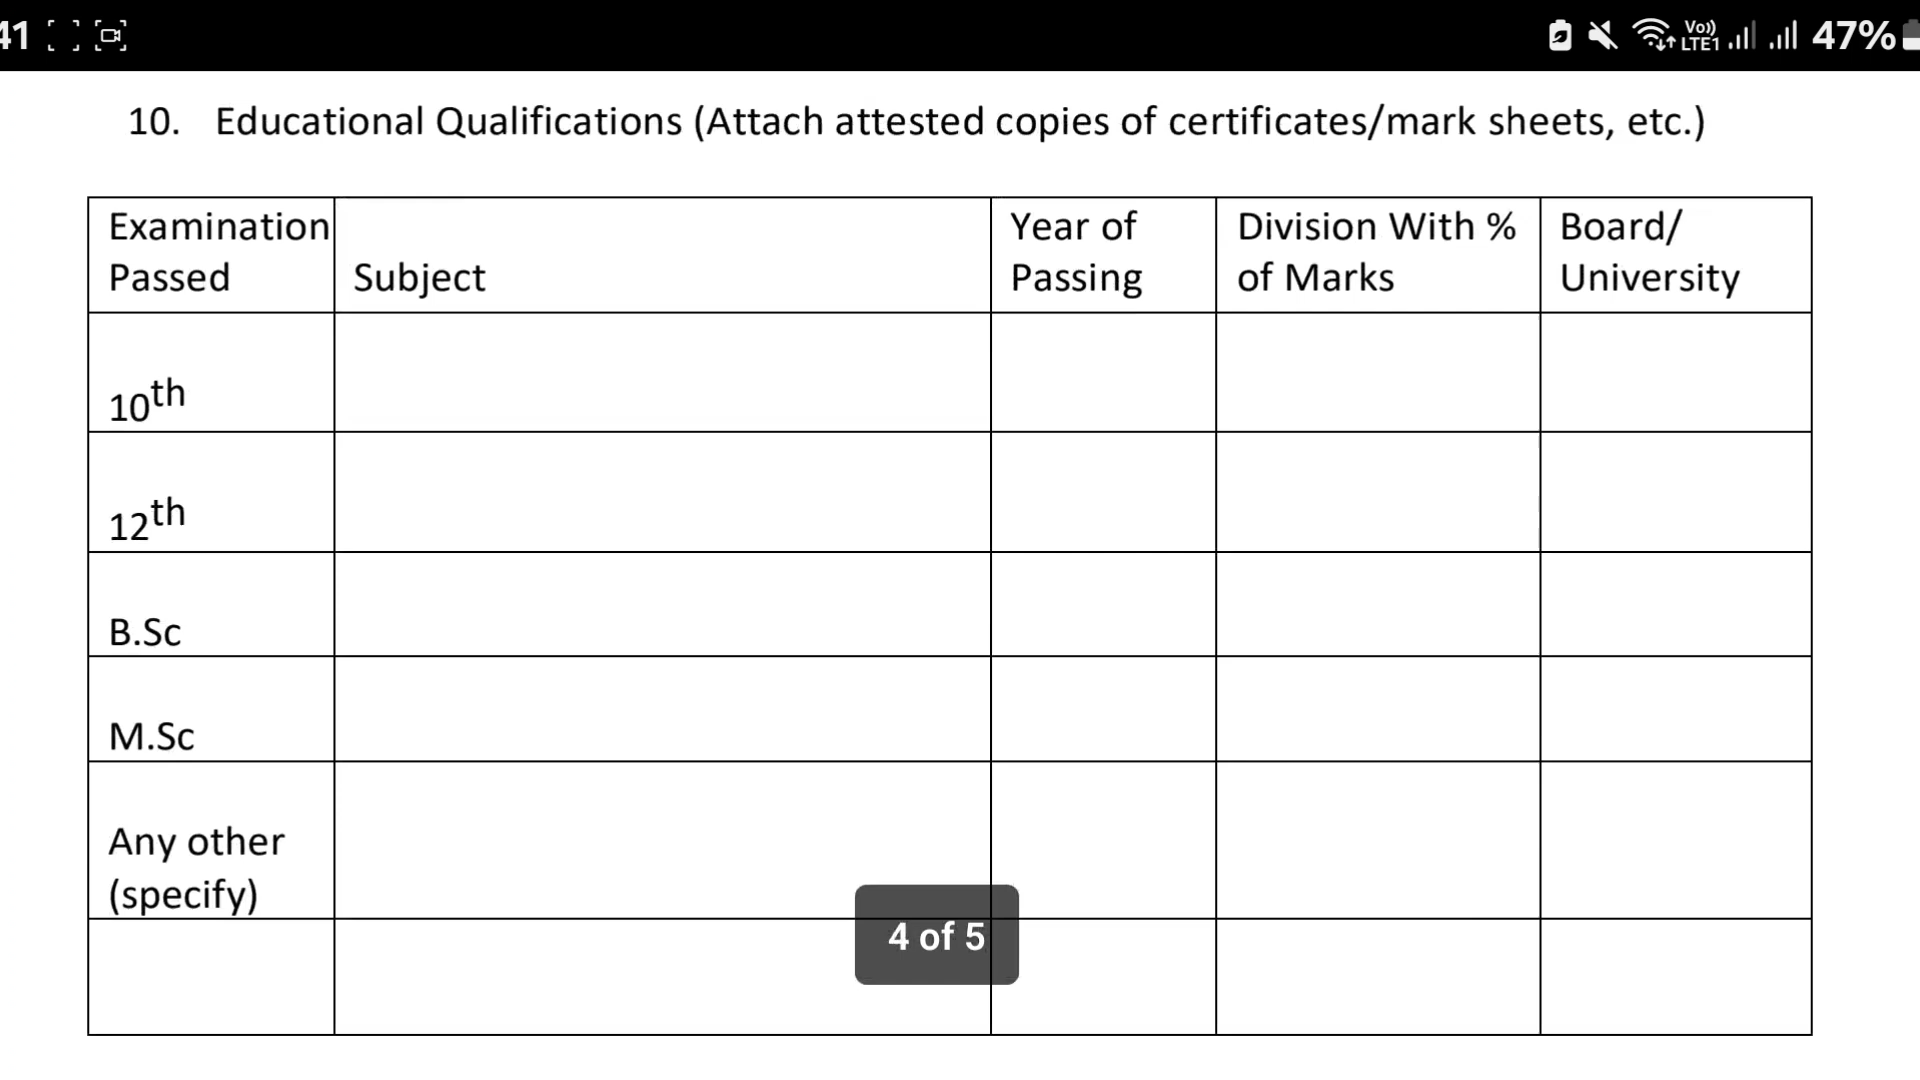 41 Vo)) LTE1 47%
10. Educational Qualifications (Attach attested copies of certificates/mark sheets, etc.)
Examination Passed Subject Year of Passing Division With % of Marks Board/ University
10th
12th
B.Sc
M.Sc
Any other
(specify)
4 of 5